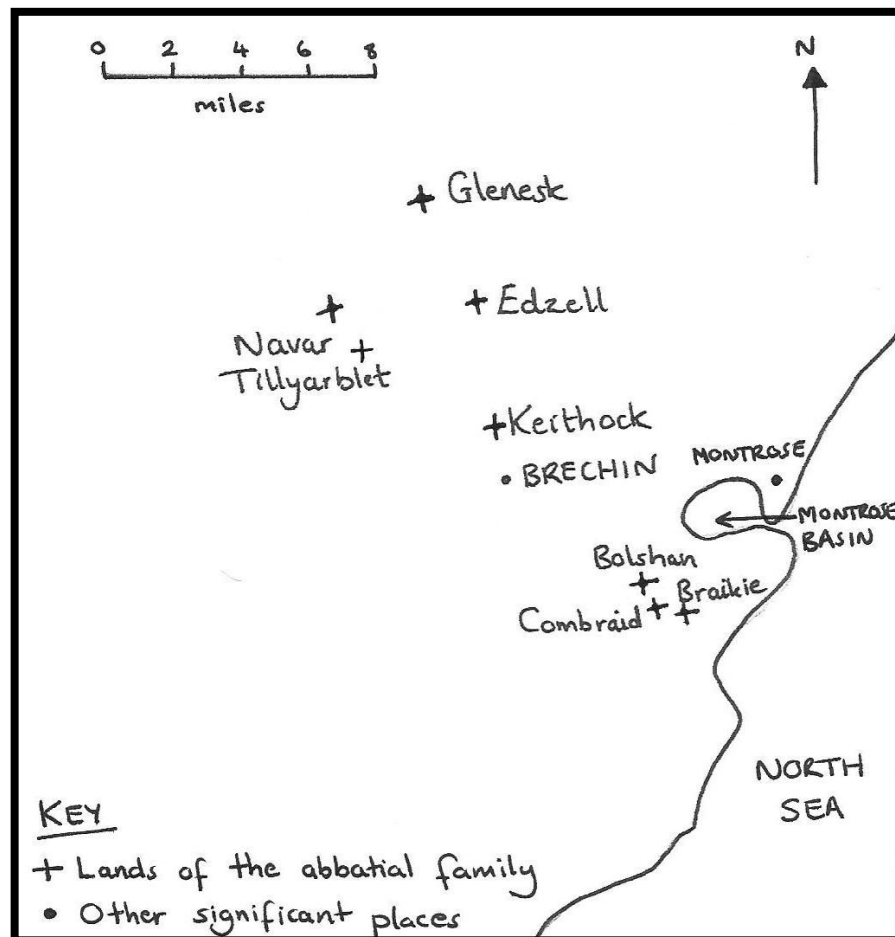 0 2 4 6 8
miles
N
Glenesk
Edzell
Navar
Tillyarblet
Keithock
BRECHIN
MONTROSE
MONTROSE
BASIN
Bolshan
Braikie
Combraid
NORTH
SEA
KEY
+ Lands of the abbatial family
• Other significant places